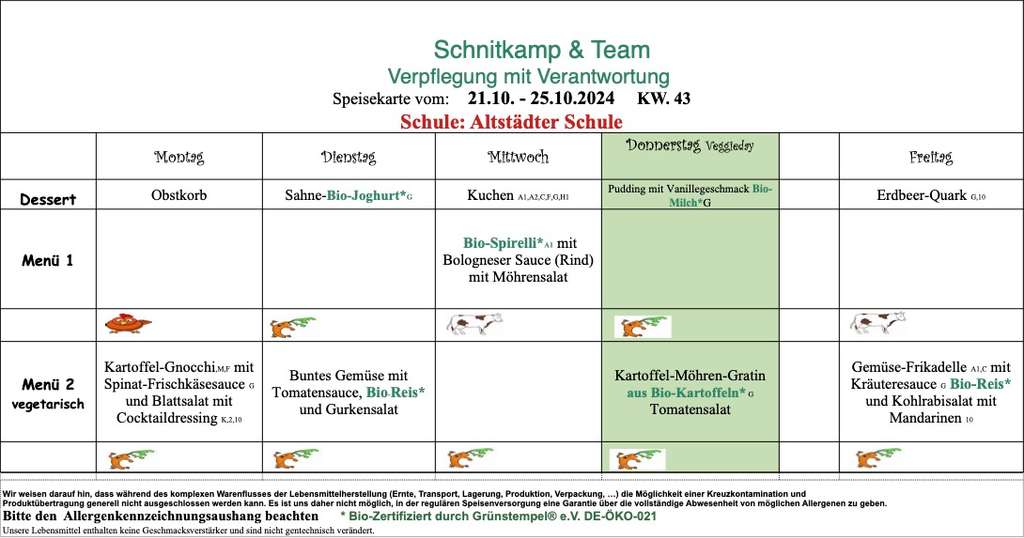 Schnitkamp & Team
Verpflegung mit Verantwortung
Speisekarte vom: 21.10. - 25.10.2024 KW. 43
Schule: Altstädter Schule
Montag
Dienstag
Mittwoch
Donnerstag Veggieday
Freitag
Dessert
Obstkorb
Sahne-Bio-Joghurt*G
Kuchen A1,A2,C,F,G,H1
Pudding mit Vanillegeschmack Bio-
Milch*G
Erdbeer-Quark G,10
Menü 1
Bio-Spirelli*A1 mit
Bologneser Sauce (Rind)
mit Möhrensalat
Menü 2
vegetarisch
Kartoffel-Gnocchi.M,F mit
Spinat-Frischkäsesauce G
und Blattsalat mit
Cocktaildressing K,2,10
Buntes Gemüse mit
Tomatensauce, Bio-Reis*
und Gurkensalat
Kartoffel-Möhren-Gratin
aus Bio-Kartoffeln* G
Tomatensalat
Gemüse-Frikadelle A1,C mit
Kräuteresauce G Bio-Reis*
und Kohlrabisalat mit
Mandarinen 10
Wir weisen darauf hin, dass während des komplexen Warenflusses der Lebensmittelherstellung (Ernte, Transport, Lagerung, Produktion, Verpackung, ...) die Möglichkeit einer Kreuzkontamination und
Produktübertragung generell nicht ausgeschlossen werden kann. Es ist uns daher nicht möglich, in der regulären Speisenversorgung eine Garantie über die vollständige Abwesenheit von möglichen Allergenen zu geben.
Bitte den Allergenkennzeichnungsaushang beachten * Bio-Zertifiziert durch Grünstempel® e.V. DE-ÖKO-021
Unsere Lebensmittel enthalten keine Geschmacksverstärker und sind nicht gentechnisch verändert.